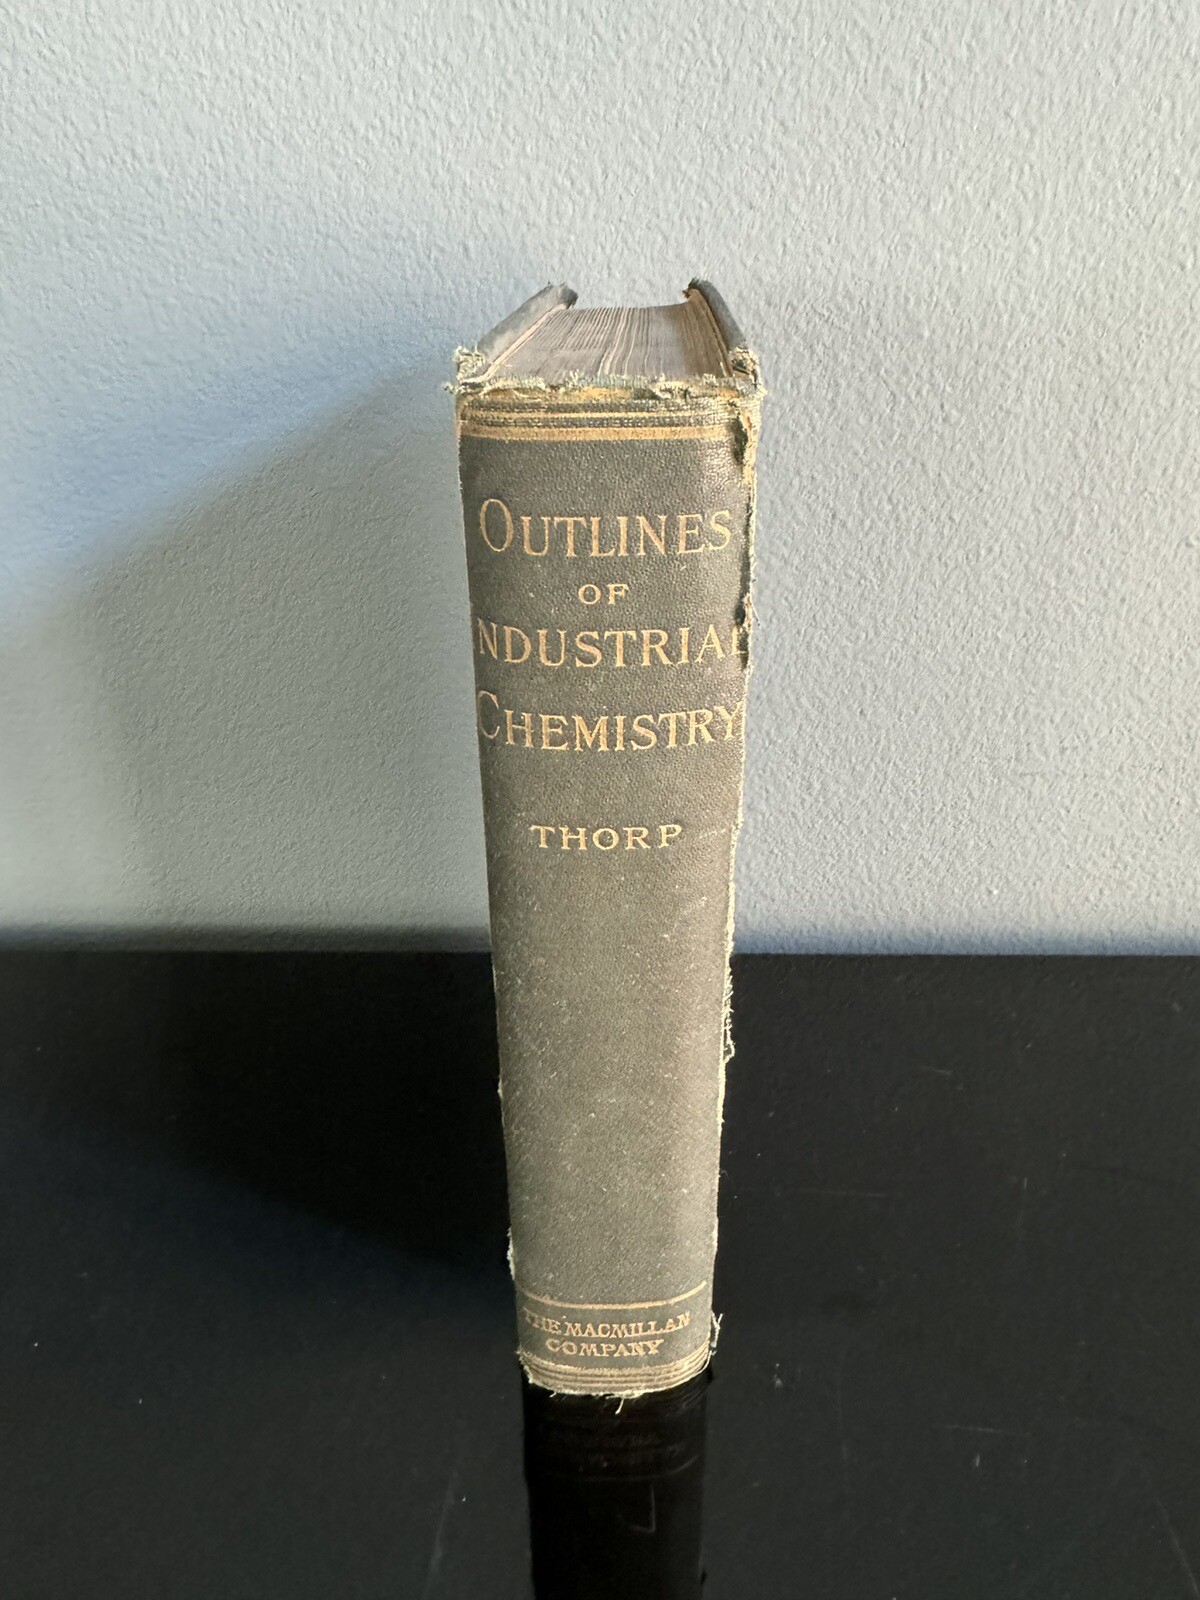 OUTLINES
OF
INDUSTRIAL
CHEMISTRY
THORP
THE MACMILLAN
COMPANY